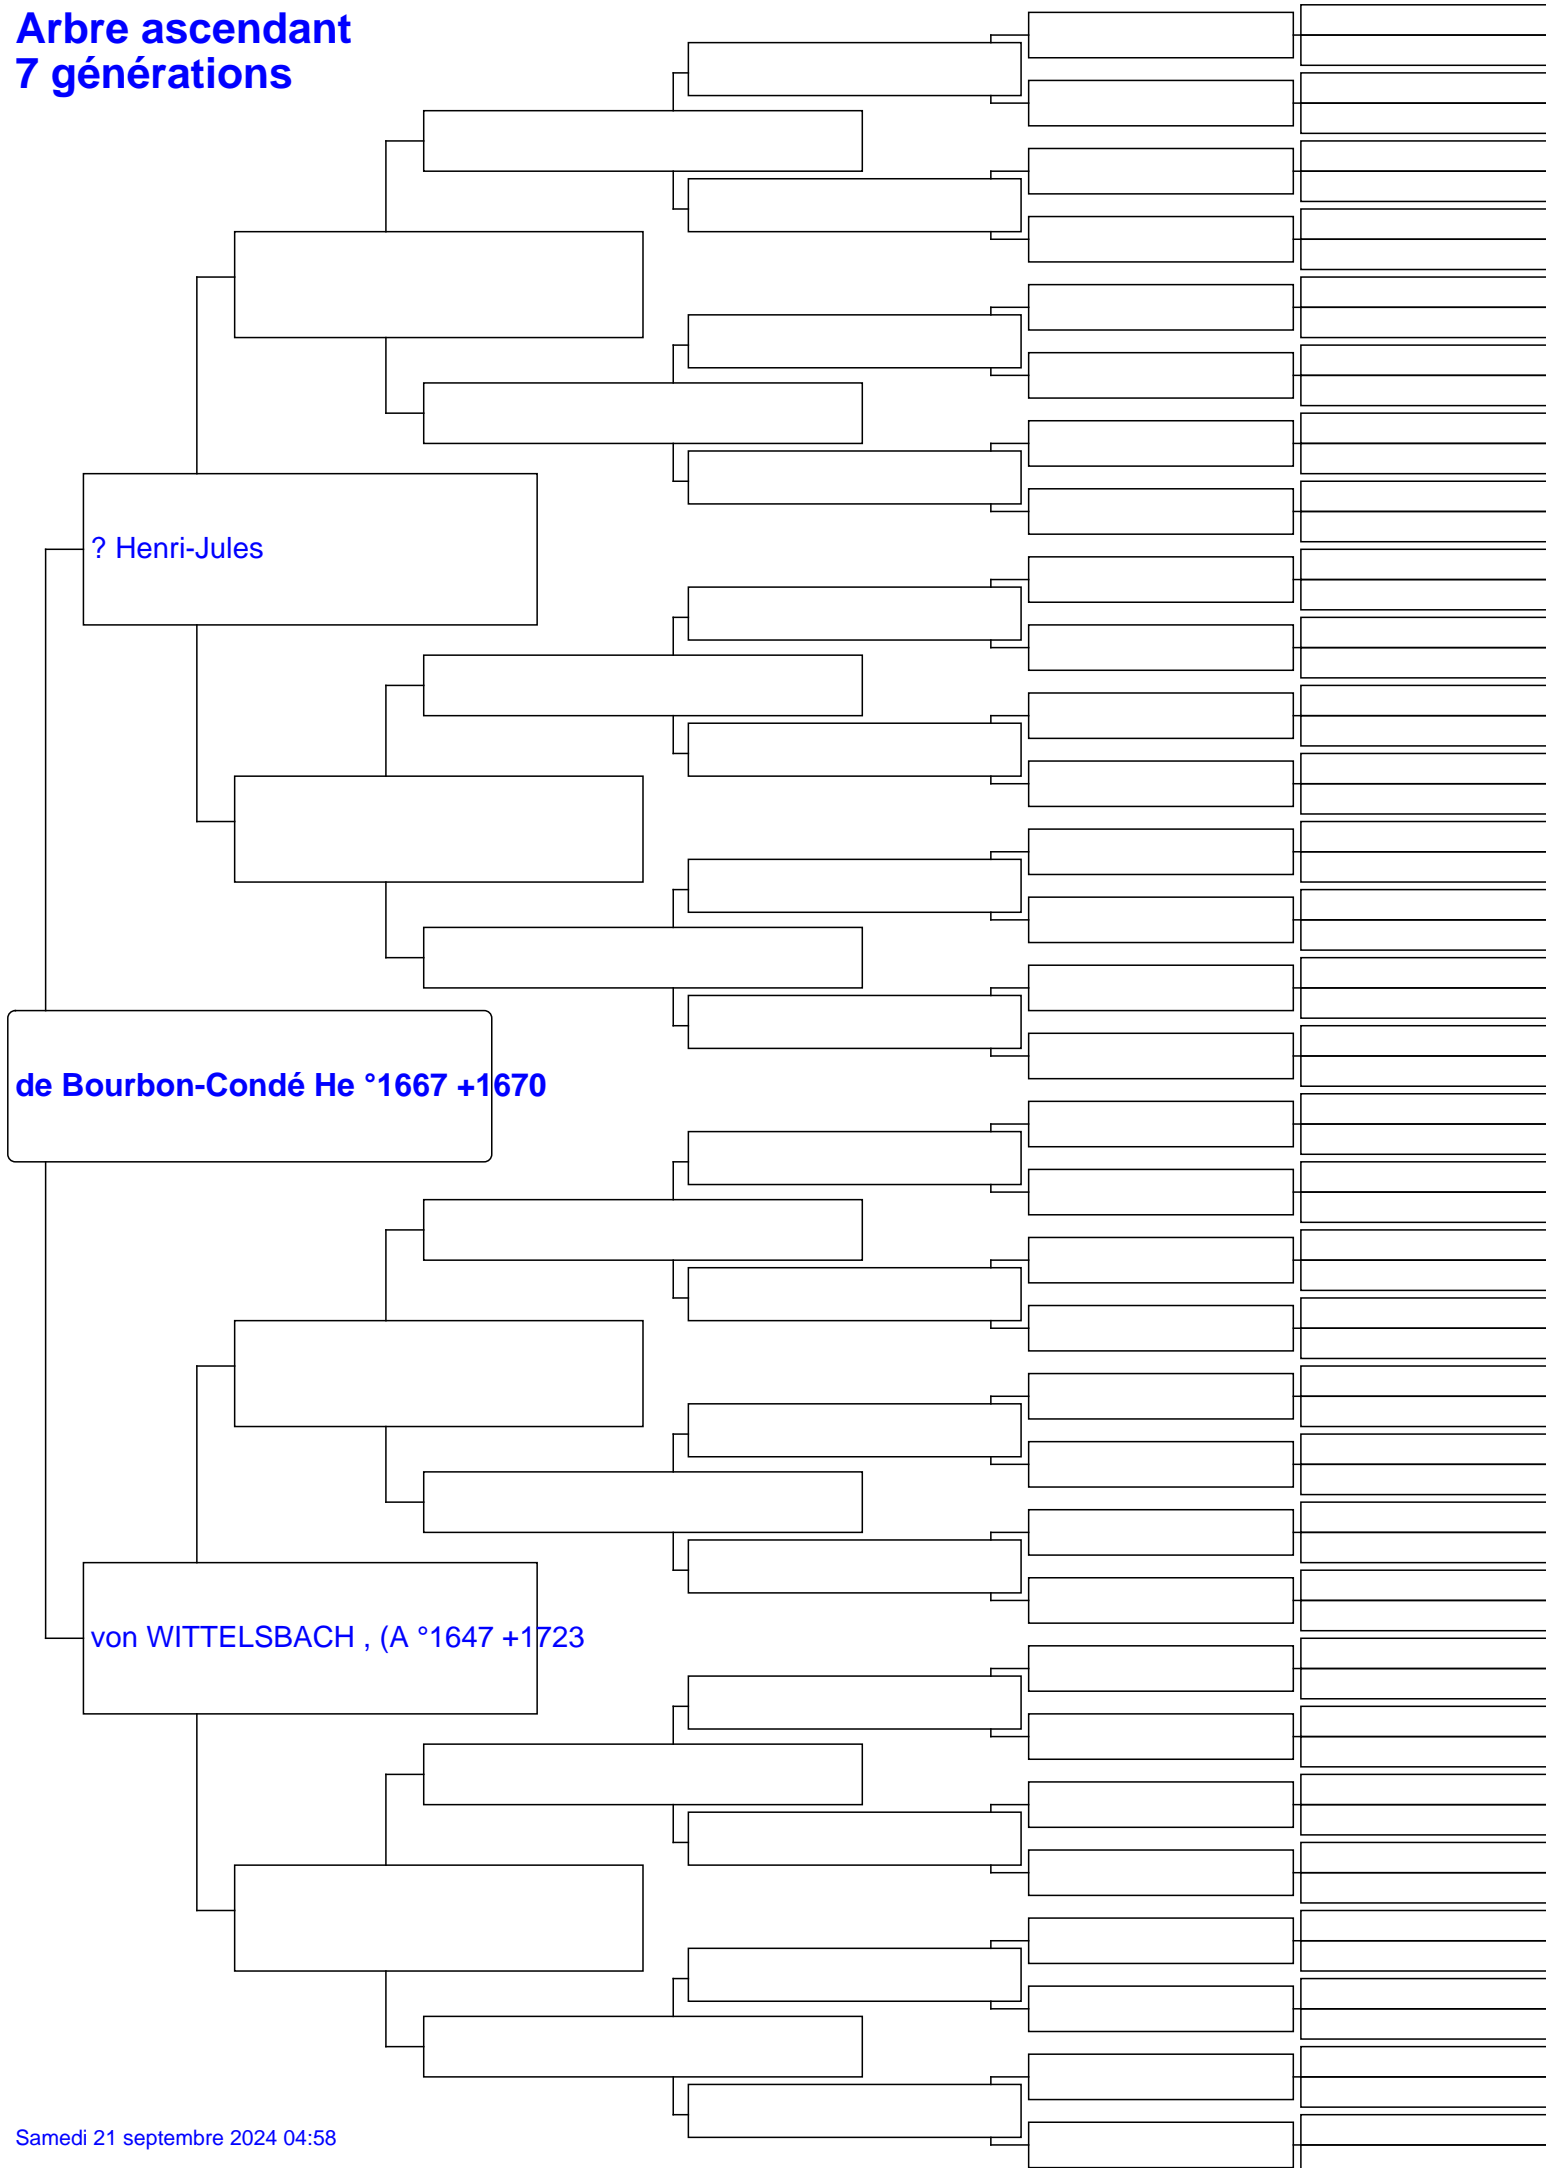 Arbre ascendant
7 générations
? Henri-Jules
de Bourbon-Condé He °1667 +1670
von WITTELSBACH , (A °1647 +1723
Samedi 21 septembre 2024 04:58